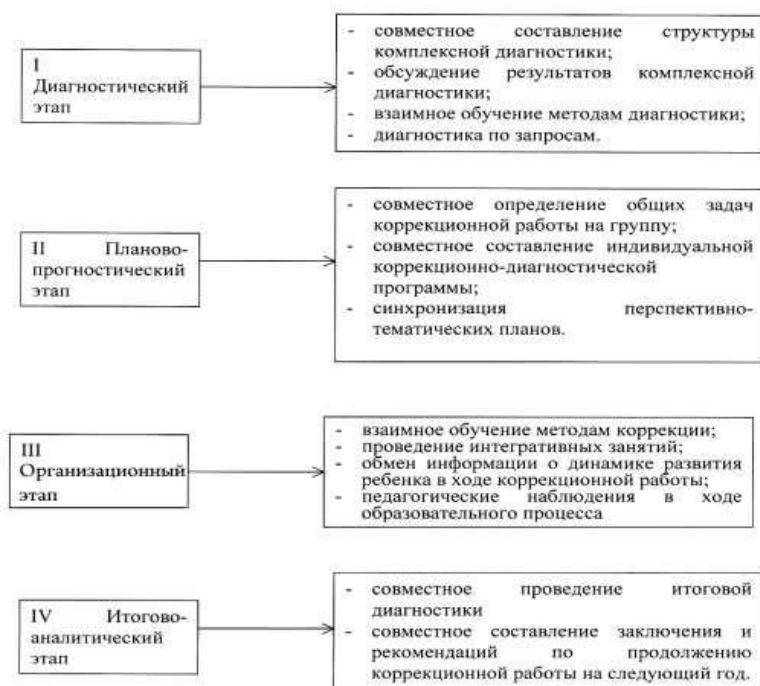 I
Диагностический
этап
- совместное составление структуры
комплексной диагностики;
- обсуждение результатов комплексной
диагностики;
- взаимное обучение методам диагностики;
- диагностика по запросам.
II Планово-
прогностический
этап
- совместное определение общих задач
коррекционной работы на группу;
- совместное составление индивидуальной
коррекционно-диагностической
программы;
- синхронизация перспективно-
тематических планов.
III
Организационный
этап
- взаимное обучение методам коррекции;
- проведение интегративных занятий;
- обмен информации о динамике развития
ребенка в ходе коррекционной работы;
- педагогические наблюдения в ходе
образовательного процесса
IV Итогово-
аналитический
этап
- совместное проведение итоговой
диагностики
- совместное составление заключения и
рекомендаций по продолжению
коррекционной работы на следующий год.